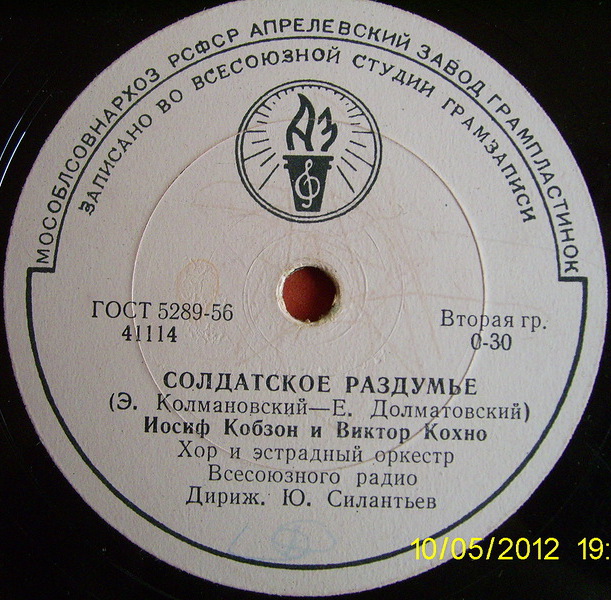 МОСОБЛСОВНАРХОЗ РСФСР АПРЕЛЕВСКИЙ ЗАВОД ГРАМПЛАСТИНОК
ЗАПИСАНО ВО ВСЕСОЮЗНОЙ СТУДИИ ГРАМЗАПИСИ
АЗ
ГОСТ 5289-56
41114
Вторая гр.
0-30
СОЛДАТСКОЕ РАЗДУМЬЕ
(Э. Колмановский—Е. Долматовский)
Иосиф Кобзон и Виктор Кохно
Хор и эстрадный оркестр
Всесоюзного радио
Дириж. Ю. Силантьев
10/05/2012 19: